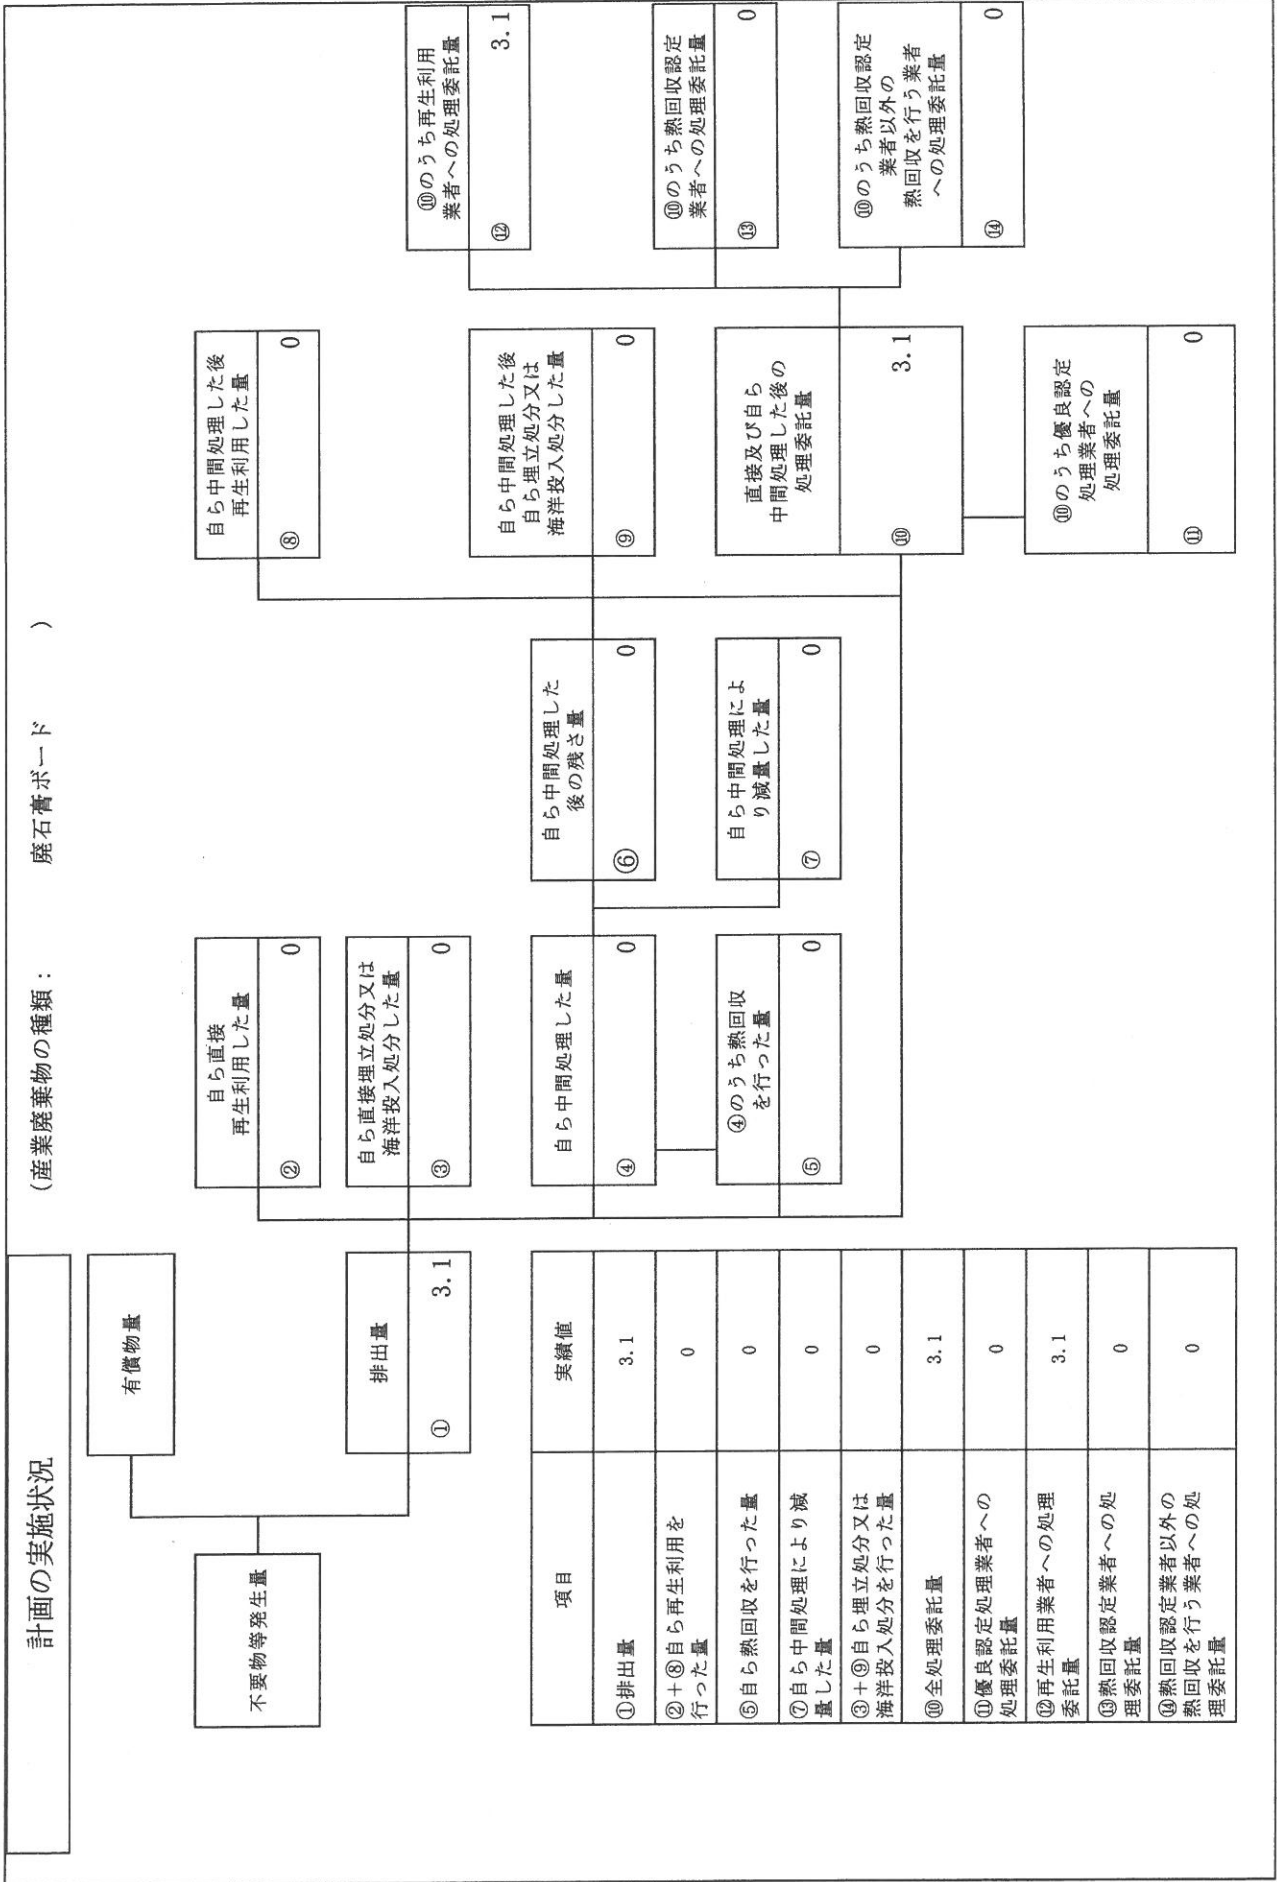 計画の実施状況
(産業廃棄物の種類： 廃石膏ボード )
不要物等発生量
有償物量
排出量
① 3.1
自ら直接
再生利用した量
② 0
自ら直接埋立処分又は
海洋投入処分した量
③ 0
自ら中間処理した量
④ 0
④のうち熱回収
を行った量
⑤ 0
自ら中間処理した
後の残さ量
⑥ 0
自ら中間処理によ
り減量した量
⑦ 0
自ら中間処理した後
再生利用した量
⑧ 0
自ら中間処理した後
自ら埋立処分又は
海洋投入処分した量
⑨ 0
直接及び自ら
中間処理した後の
処理委託量
⑩ 3.1
⑩のうち優良認定
処理業者への
処理委託量
⑪ 0
⑩のうち再生利用
業者への処理委託量
⑫ 3.1
⑩のうち熱回収認定
業者への処理委託量
⑬ 0
⑩のうち熱回収認定
業者以外の
熱回収を行う業者
への処理委託量
⑭ 0
項目 実績値
①排出量 3.1
②＋⑧自ら再生利用を
行った量 0
⑤自ら熱回収を行った量 0
⑦自ら中間処理により減
量した量 0
③＋⑨自ら埋立処分又は
海洋投入処分を行った量 0
⑩全処理委託量 3.1
⑪優良認定処理業者への
処理委託量 0
⑫再生利用業者への処理
委託量 3.1
⑬熱回収認定業者への処
理委託量 0
⑭熱回収認定業者以外の
熱回収を行う業者への処
理委託量 0